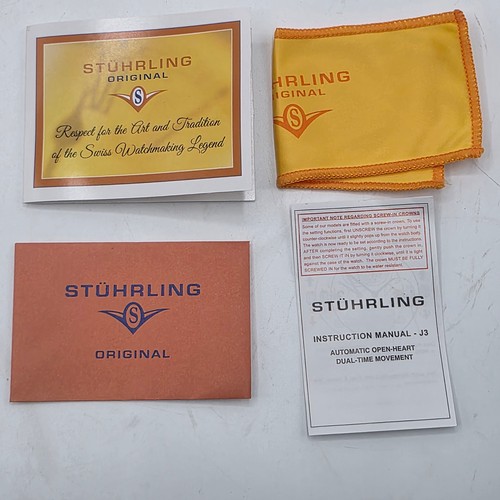 STÜHRLING
ORIGINAL
S
Respect for the Art and Tradition
of the Swiss Watchmaking Legend
HRLING
IGINAL
S
STÜHRLING
S
ORIGINAL
IMPORTANT NOTE REGARDING SCREW-IN CROWNS
Some of our models are fitted with a screw-in crown. To use
the setting functions, first UNSCREW the crown by turning it
counter-clockwise until it slightly pops up from the watch body.
The watch is now ready to be set according to the instructions.
AFTER completing the setting, gently push the crown in,
and then SCREW IT IN by turning it clockwise, until it is tight
against the case of the watch. The crown MUST BE FULLY
SCREWED IN for the watch to be water resistant.
STÜHRLING
INSTRUCTION MANUAL - J3
AUTOMATIC OPEN-HEART
DUAL-TIME MOVEMENT